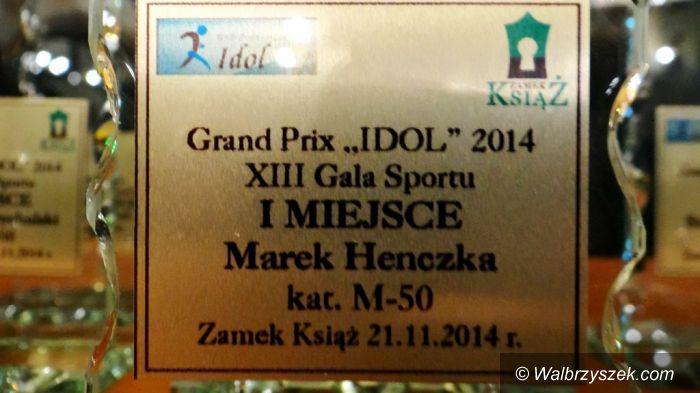 Idol
ZAMEK
KSIĄŻ
Grand Prix „IDOL” 2014
XIII Gala Sportu
I MIEJSCE
Marek Henczka
kat. M-50
Zamek Książ 21.11.2014 r.
2014
© Walbrzyszek.com